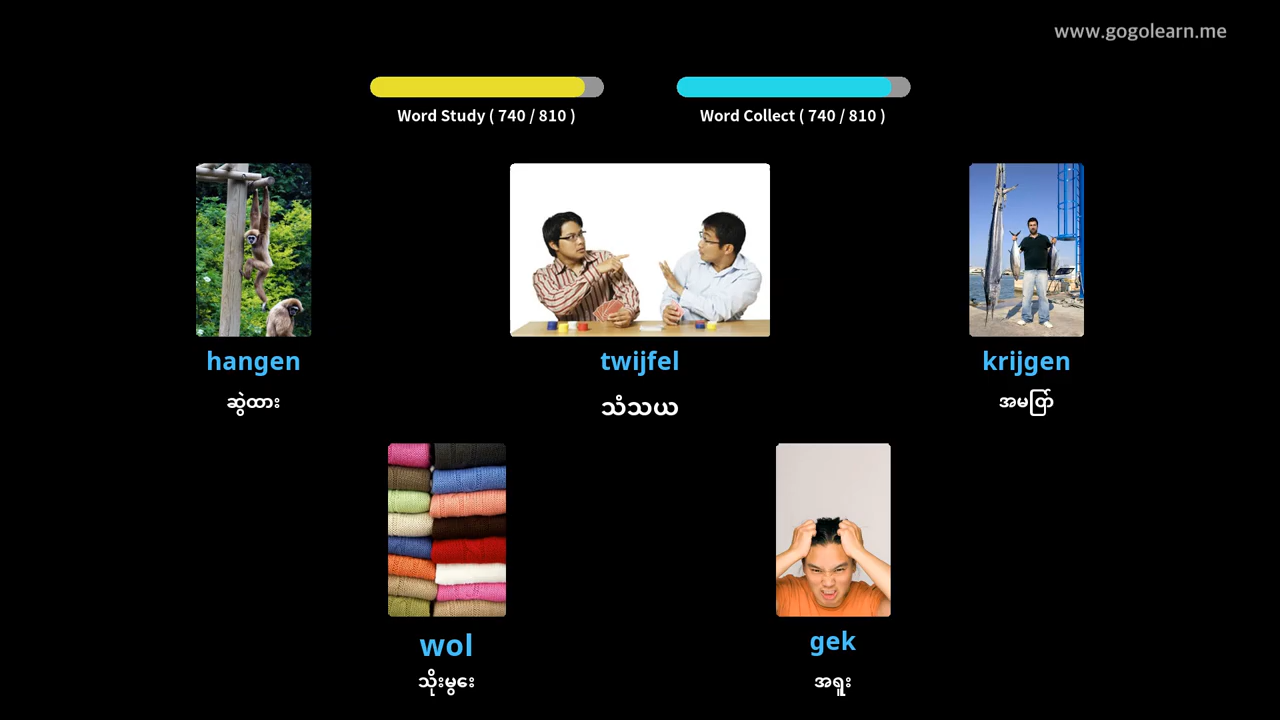 www.gogolearn.me
Word Study ( 740 / 810 )
Word Collect ( 740 / 810 )
hangen
ဆွဲထား
twijfel
သံသယ
krijgen
အမတြ်
wol
သိုးမွေး
gek
အရူး